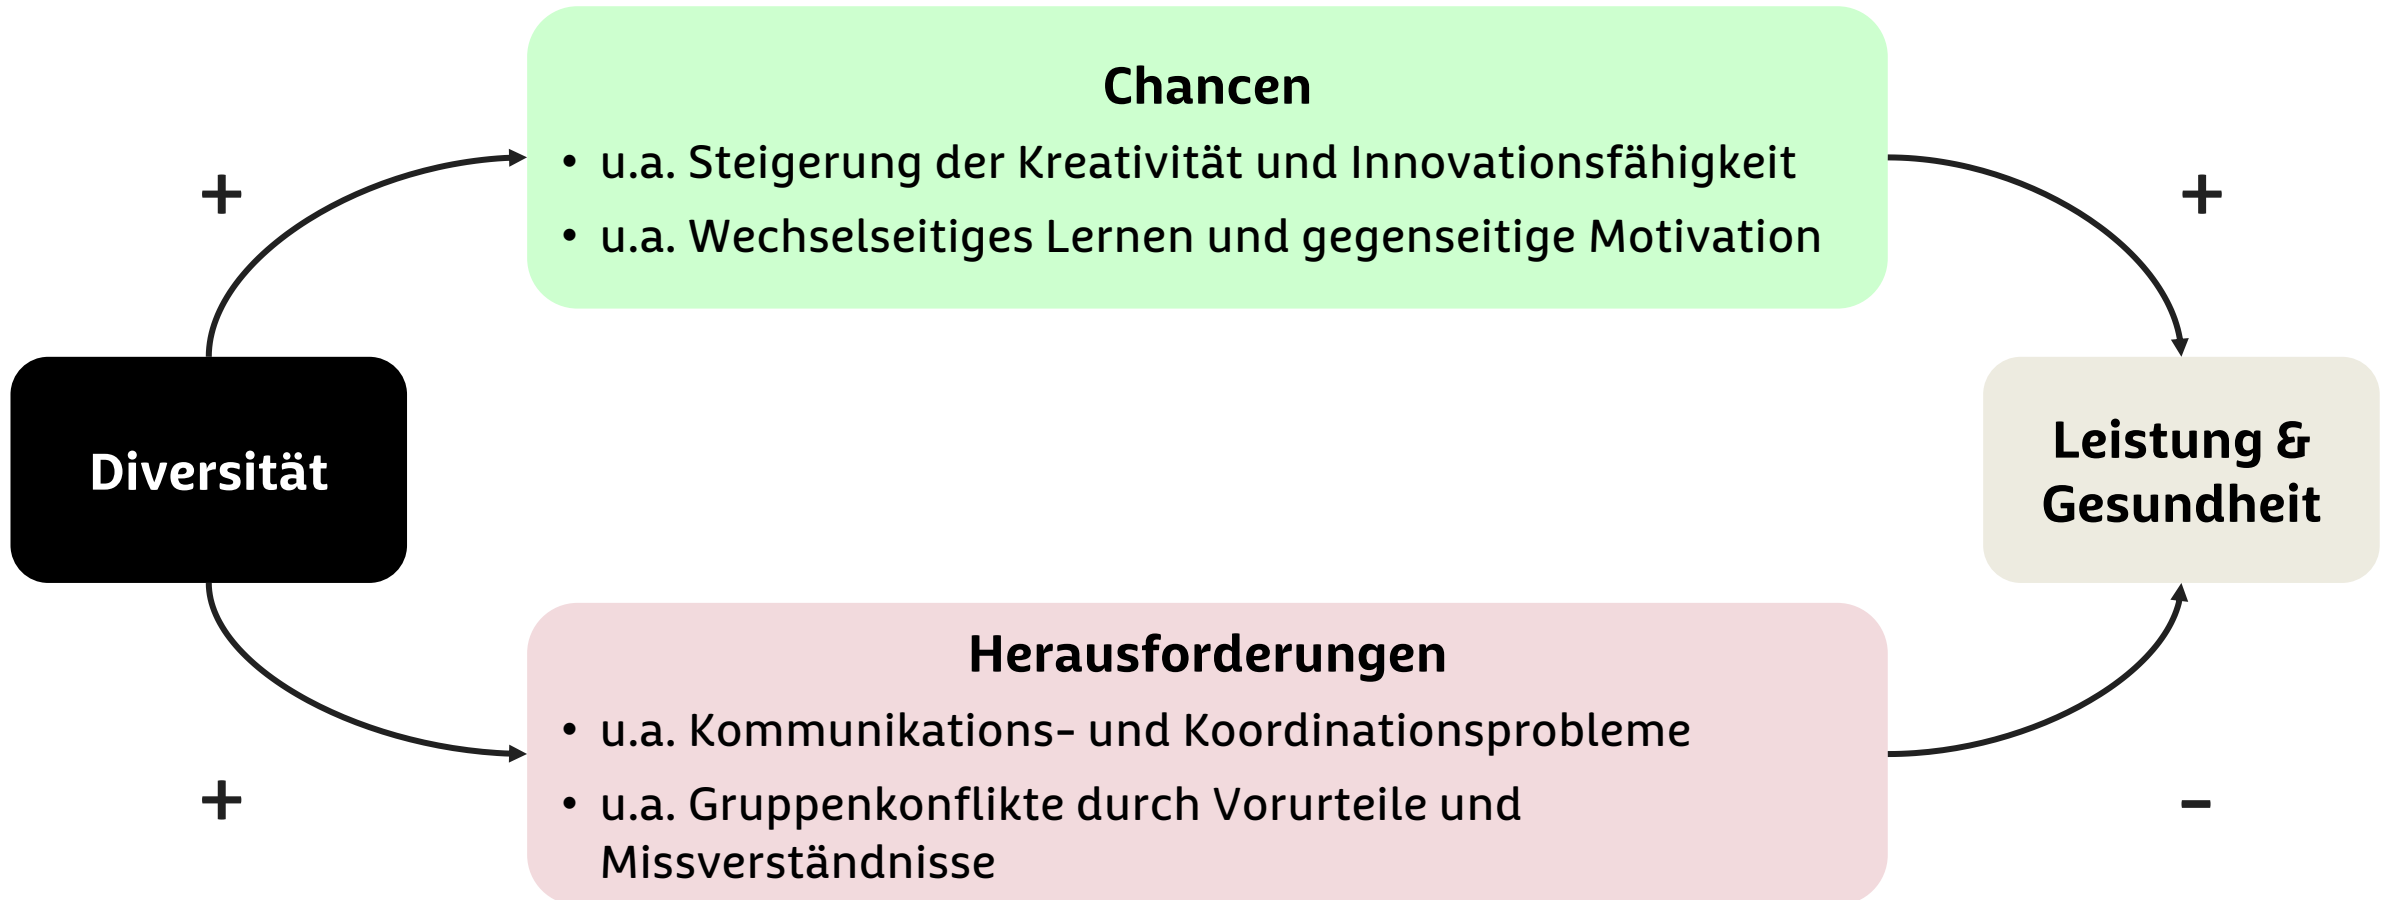 Chancen
• u.a. Steigerung der Kreativität und Innovationsfähigkeit
• u.a. Wechselseitiges Lernen und gegenseitige Motivation
+
+
Diversität
Leistung &
Gesundheit
Herausforderungen
• u.a. Kommunikations- und Koordinationsprobleme
• u.a. Gruppenkonflikte durch Vorurteile und
Missverständnisse
+
-